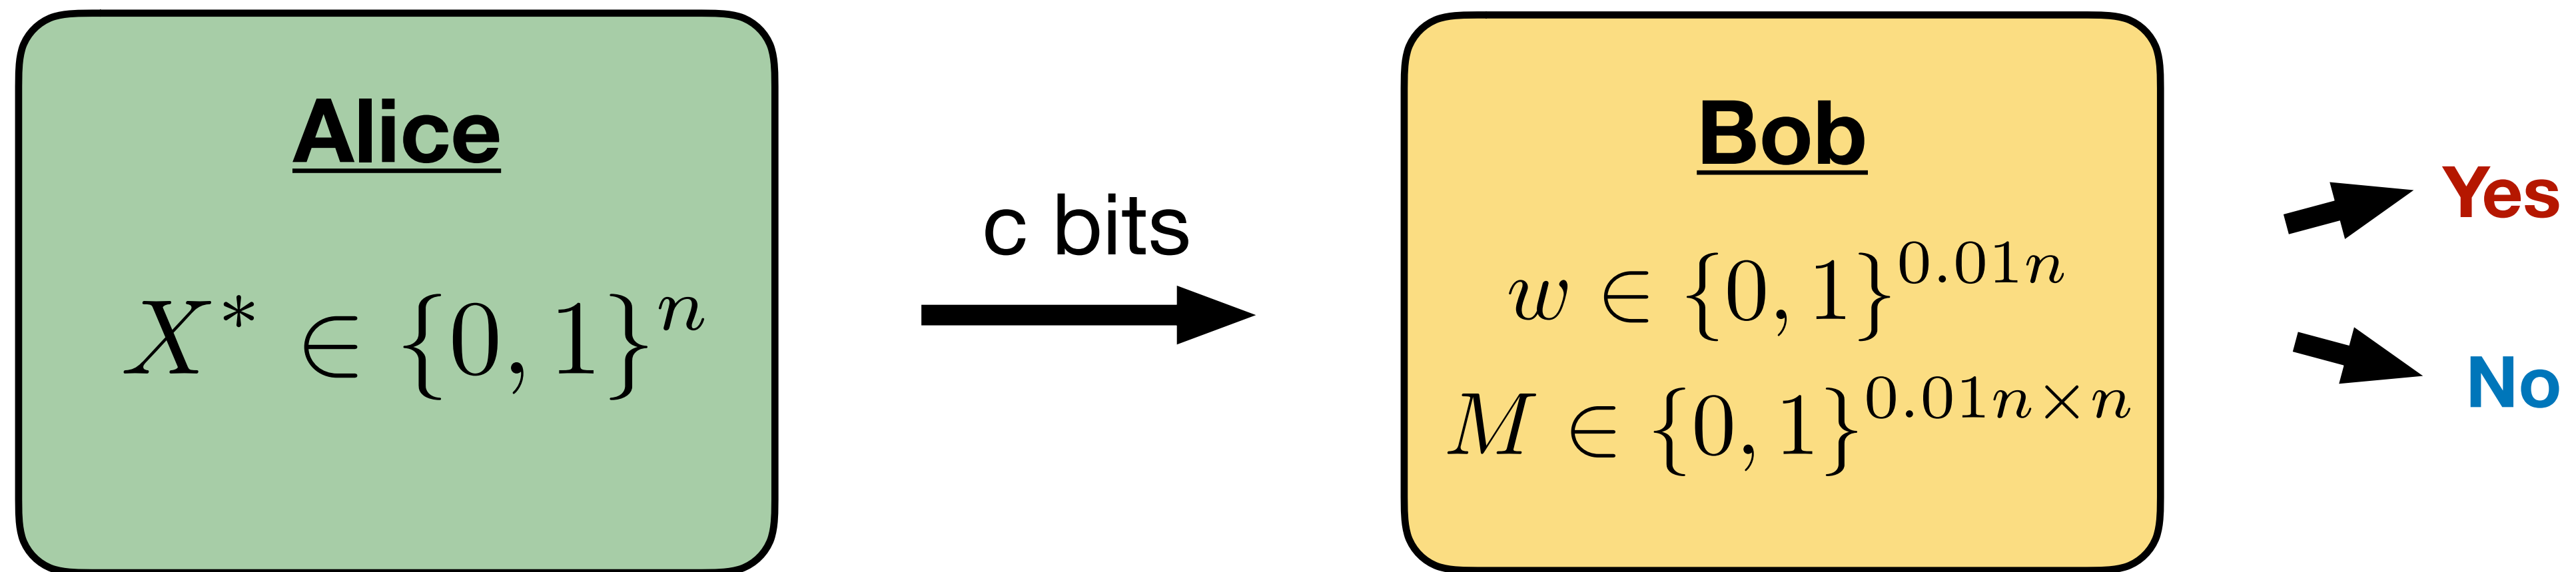 Alice
X* ∈ {0, 1}^n
c bits
Bob
w ∈ {0, 1}^{0.01n}
M ∈ {0, 1}^{0.01n×n}
Yes
No